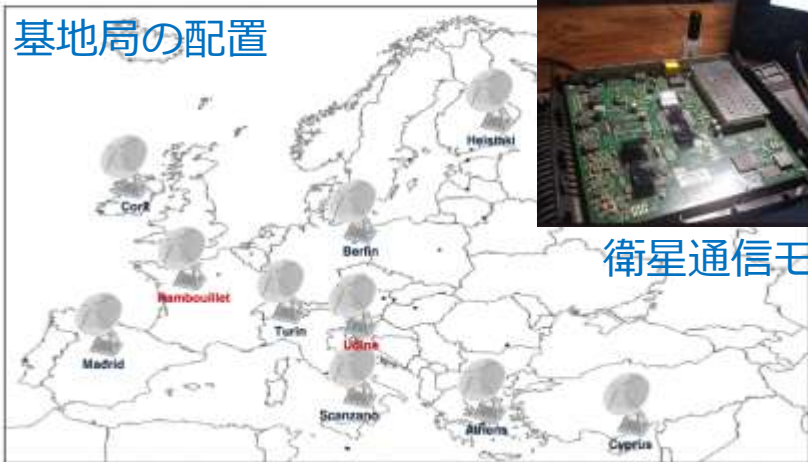 基地局の配置
Helsinki
Cork
Berlin
衛星通信モ
Rambouillet
Turin
Udine
Madrid
Scanzano
Athens
Cyprus